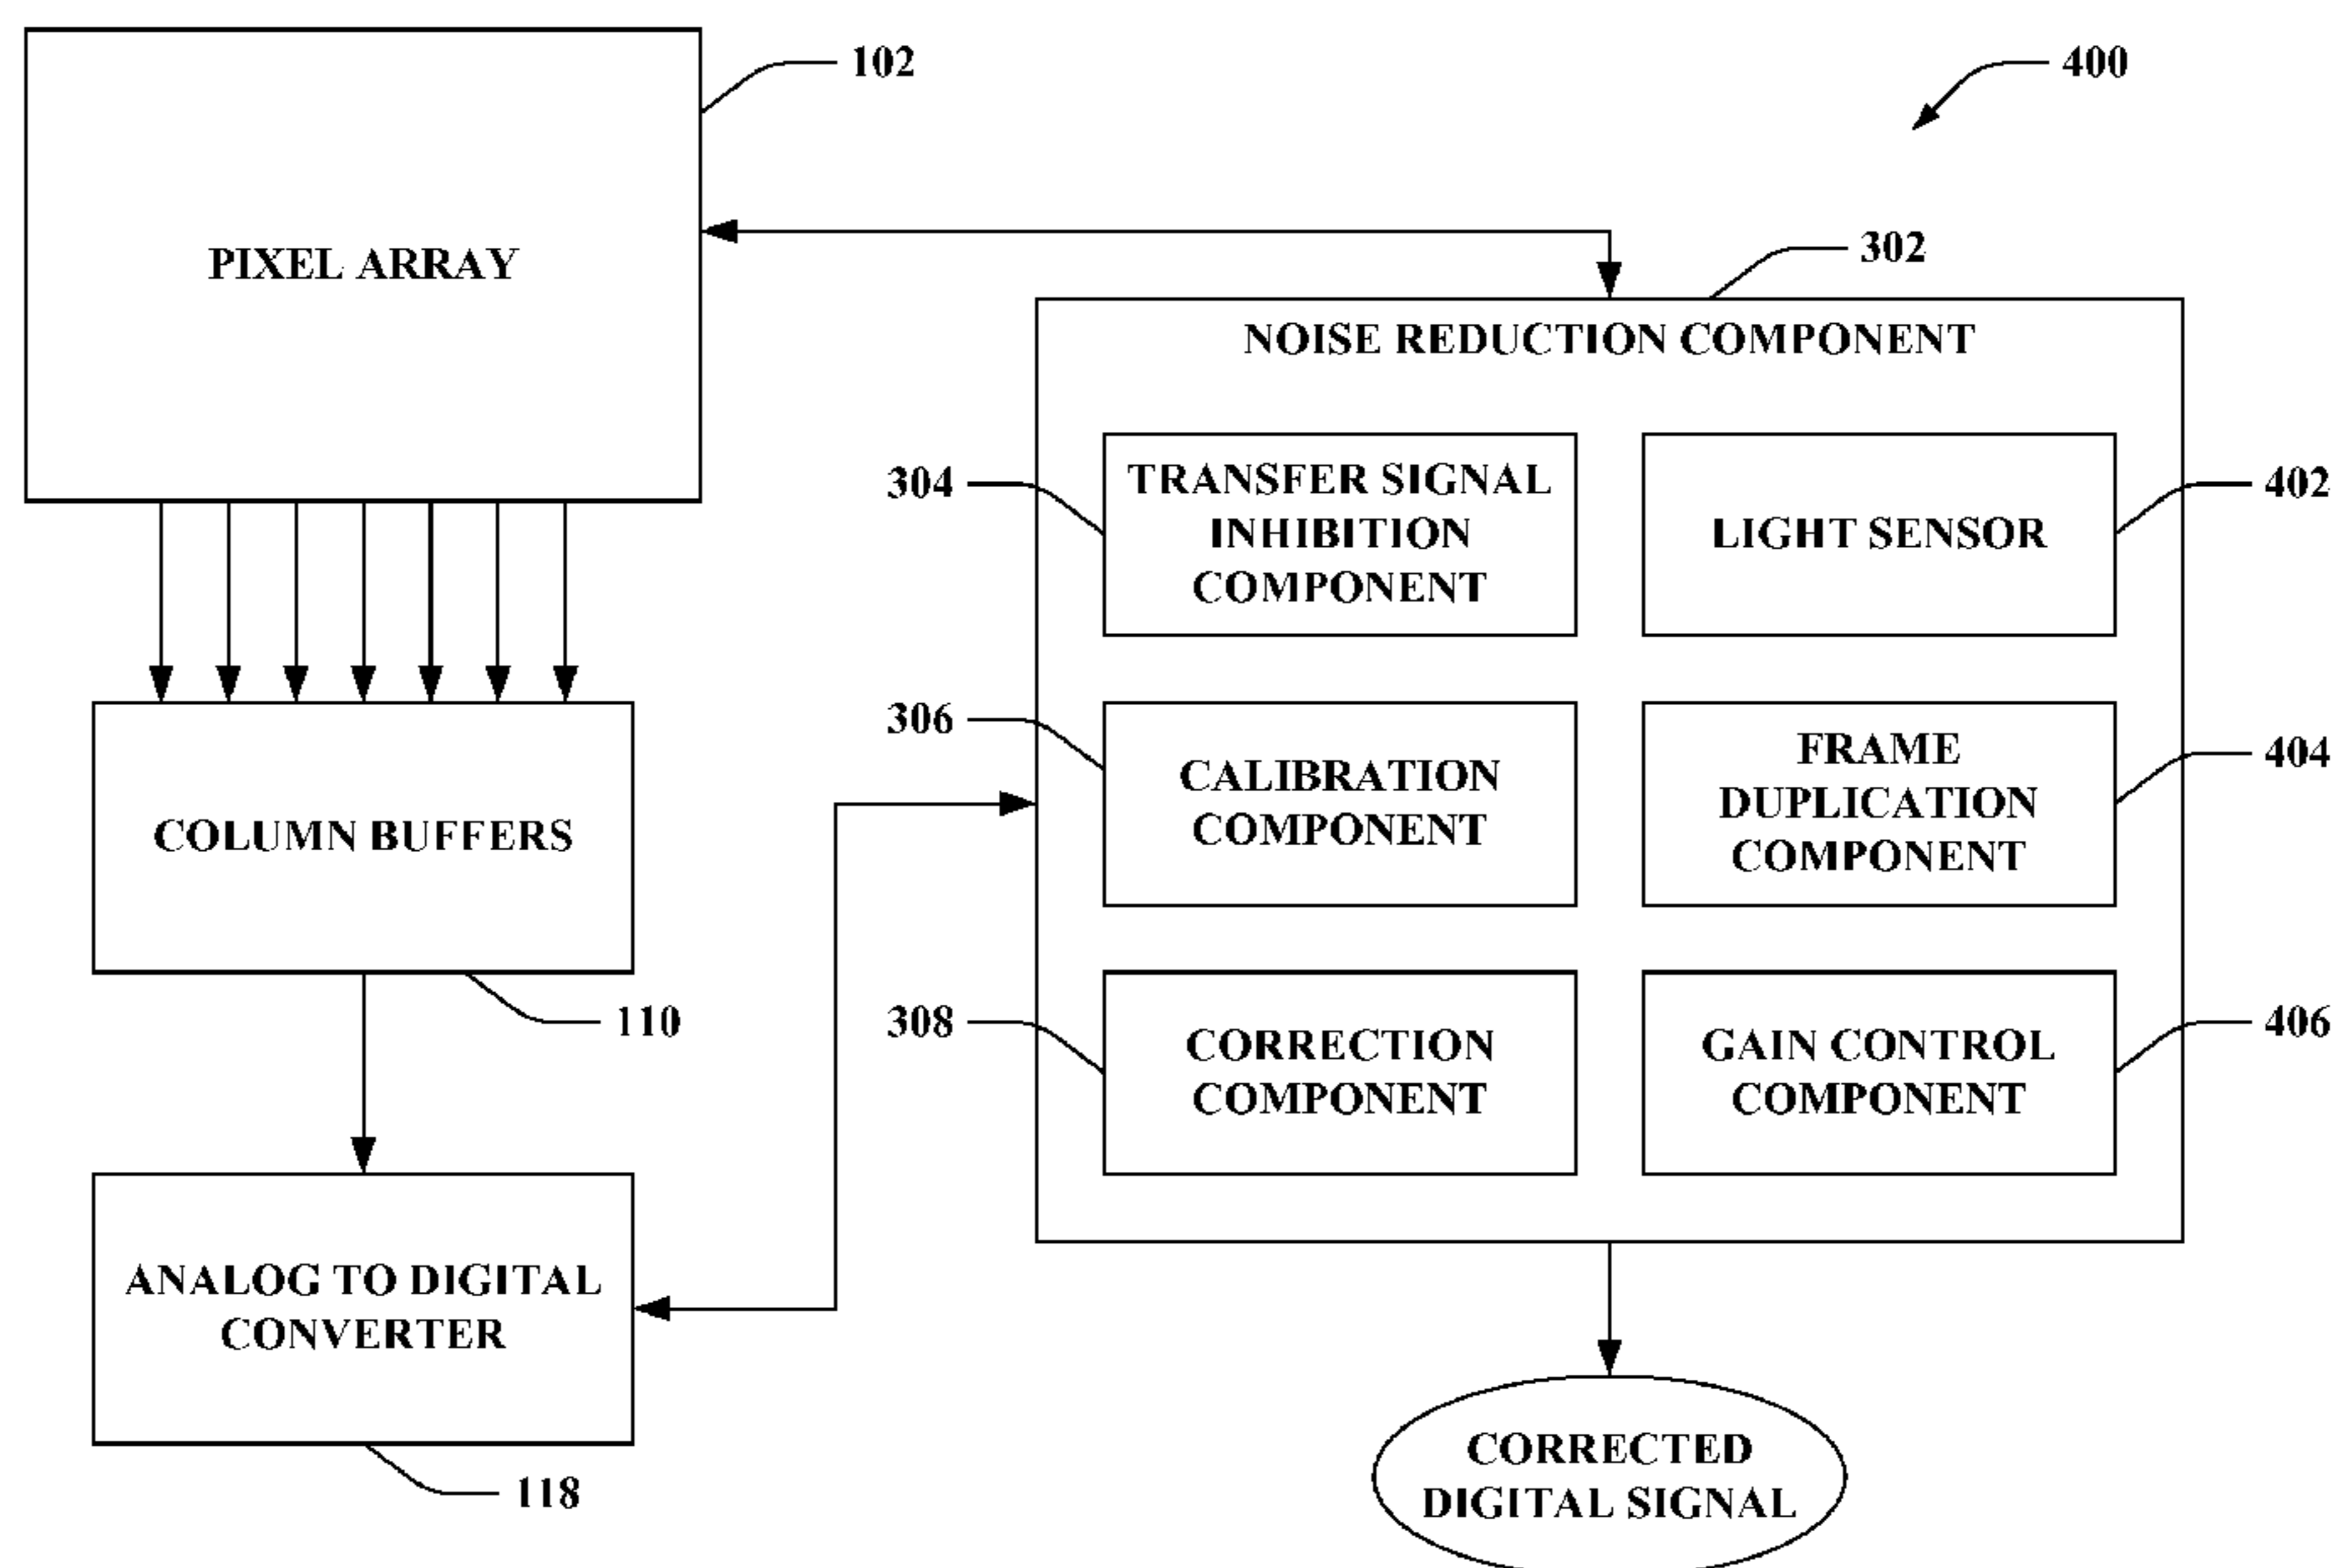 102
400
PIXEL ARRAY
302
NOISE REDUCTION COMPONENT
304
TRANSFER SIGNAL
INHIBITION
COMPONENT
LIGHT SENSOR
402
306
CALIBRATION
COMPONENT
FRAME
DUPLICATION
COMPONENT
404
COLUMN BUFFERS
110
308
CORRECTION
COMPONENT
GAIN CONTROL
COMPONENT
406
ANALOG TO DIGITAL
CONVERTER
118
CORRECTED
DIGITAL SIGNAL